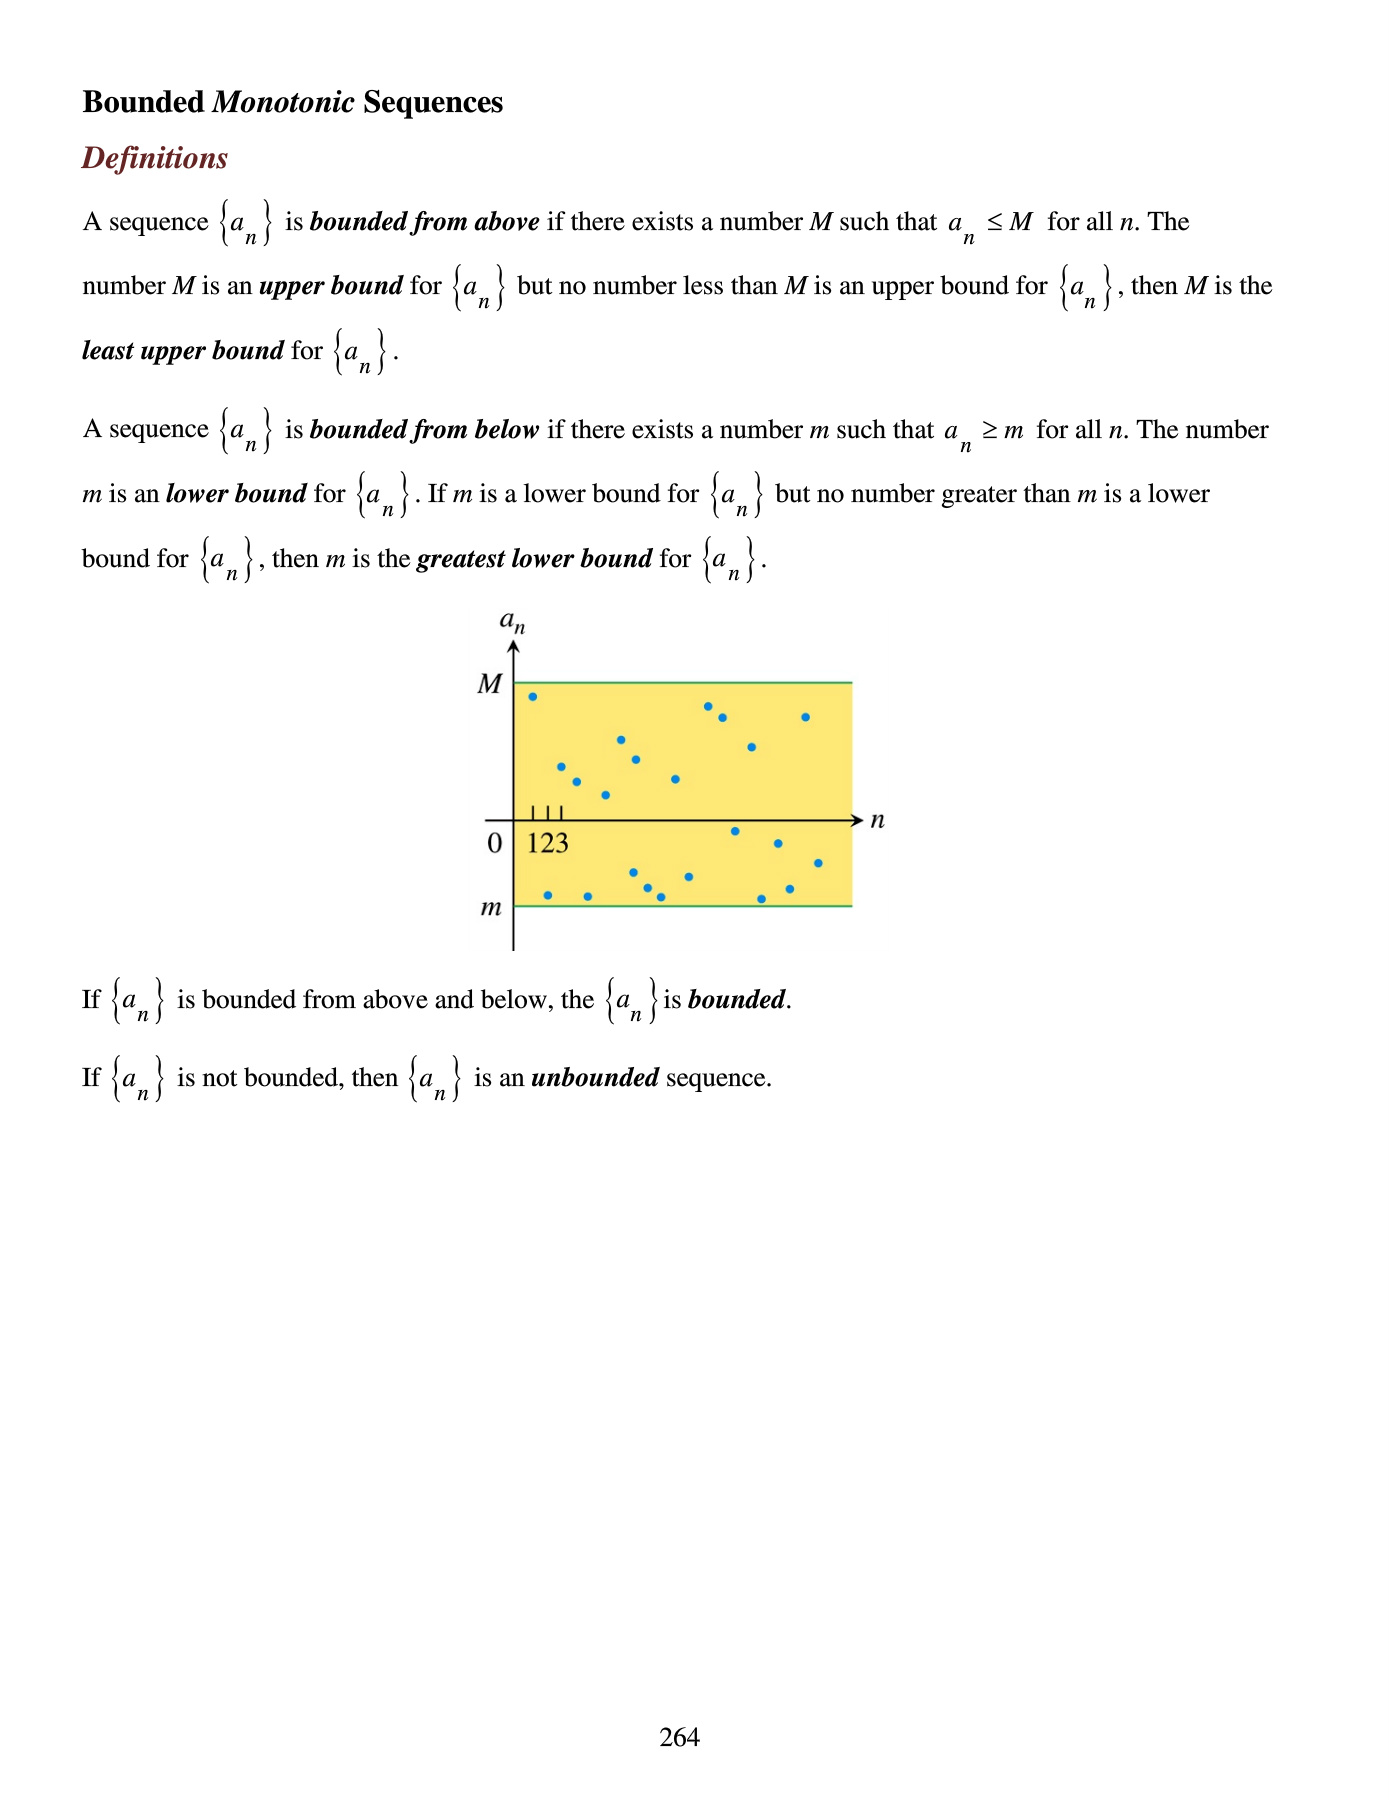 Bounded Monotonic Sequences
Definitions
A sequence {a_n} is bounded from above if there exists a number M such that a_n ≤ M for all n. The
number M is an upper bound for {a_n} but no number less than M is an upper bound for {a_n}, then M is the
least upper bound for {a_n}.
A sequence {a_n} is bounded from below if there exists a number m such that a_n ≥ m for all n. The number
m is an lower bound for {a_n}. If m is a lower bound for {a_n} but no number greater than m is a lower
bound for {a_n}, then m is the greatest lower bound for {a_n}.
a_n
M
n
0 123
m
If {a_n} is bounded from above and below, the {a_n} is bounded.
If {a_n} is not bounded, then {a_n} is an unbounded sequence.
264